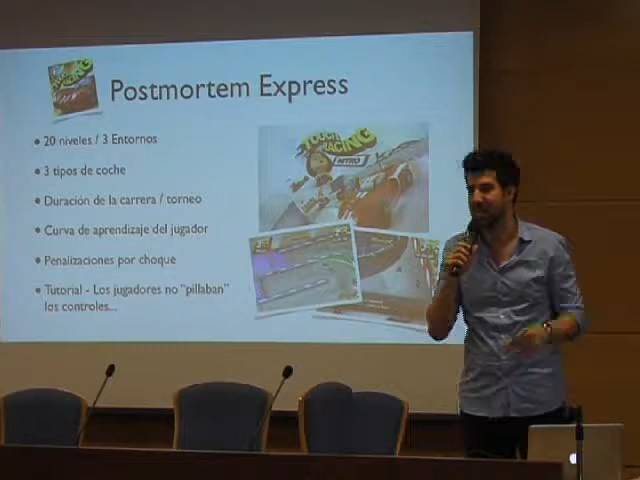 Postmortem Express
• 20 niveles / 3 Entornos
• 3 tipos de coche
• Duración de la carrera / torneo
• Curva de aprendizaje del jugador
• Penalizaciones por choque
• Tutorial - Los jugadores no "pillaban"
los controles...
TOUCH
RACING
NITRO
RACING